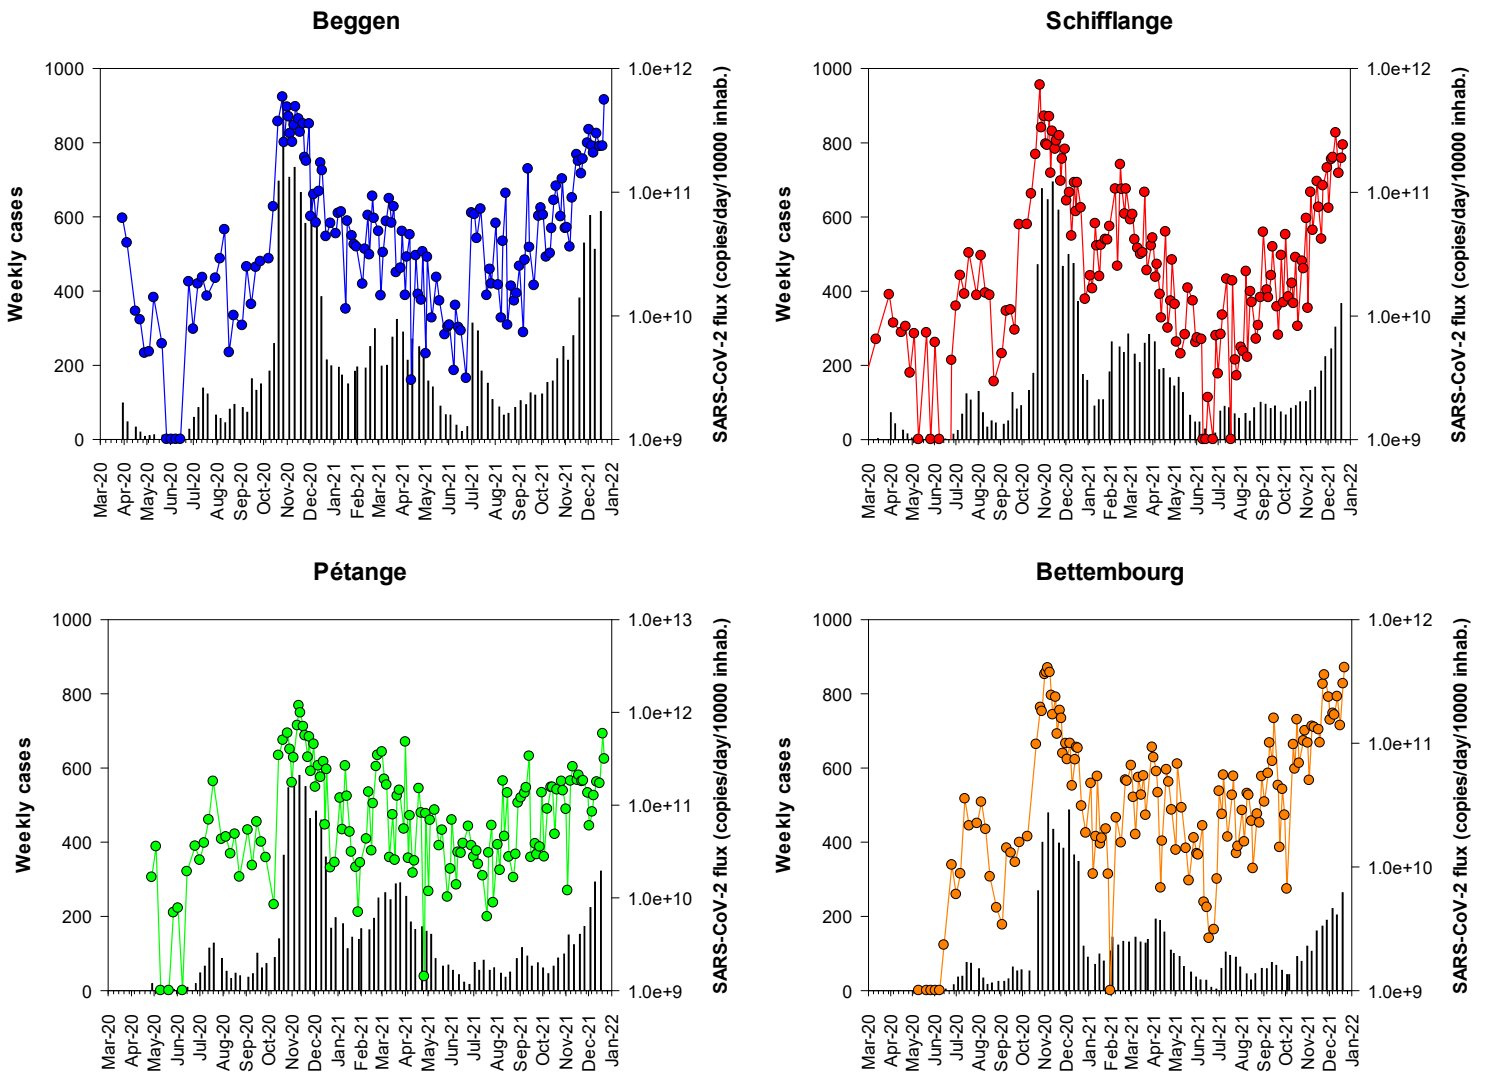 Beggen
1000
800
600
400
200
0
Weekly cases
1.0e+12
1.0e+11
1.0e+10
1.0e+9
SARS-CoV-2 flux (copies/day/10000 inhab.)
Mar-20
Apr-20
May-20
Jun-20
Jul-20
Aug-20
Sep-20
Oct-20
Nov-20
Dec-20
Jan-21
Feb-21
Mar-21
Apr-21
May-21
Jun-21
Jul-21
Aug-21
Sep-21
Oct-21
Nov-21
Dec-21
Jan-22
Schifflange
1000
800
600
400
200
0
Weekly cases
1.0e+12
1.0e+11
1.0e+10
1.0e+9
SARS-CoV-2 flux (copies/day/10000 inhab.)
Mar-20
Apr-20
May-20
Jun-20
Jul-20
Aug-20
Sep-20
Oct-20
Nov-20
Dec-20
Jan-21
Feb-21
Mar-21
Apr-21
May-21
Jun-21
Jul-21
Aug-21
Sep-21
Oct-21
Nov-21
Dec-21
Jan-22
Pétange
1000
800
600
400
200
0
Weekly cases
1.0e+13
1.0e+12
1.0e+11
1.0e+10
1.0e+9
SARS-CoV-2 flux (copies/day/10000 inhab.)
Mar-20
Apr-20
May-20
Jun-20
Jul-20
Aug-20
Sep-20
Oct-20
Nov-20
Dec-20
Jan-21
Feb-21
Mar-21
Apr-21
May-21
Jun-21
Jul-21
Aug-21
Sep-21
Oct-21
Nov-21
Dec-21
Jan-22
Bettembourg
1000
800
600
400
200
0
Weekly cases
1.0e+12
1.0e+11
1.0e+10
1.0e+9
SARS-CoV-2 flux (copies/day/10000 inhab.)
Mar-20
Apr-20
May-20
Jun-20
Jul-20
Aug-20
Sep-20
Oct-20
Nov-20
Dec-20
Jan-21
Feb-21
Mar-21
Apr-21
May-21
Jun-21
Jul-21
Aug-21
Sep-21
Oct-21
Nov-21
Dec-21
Jan-22